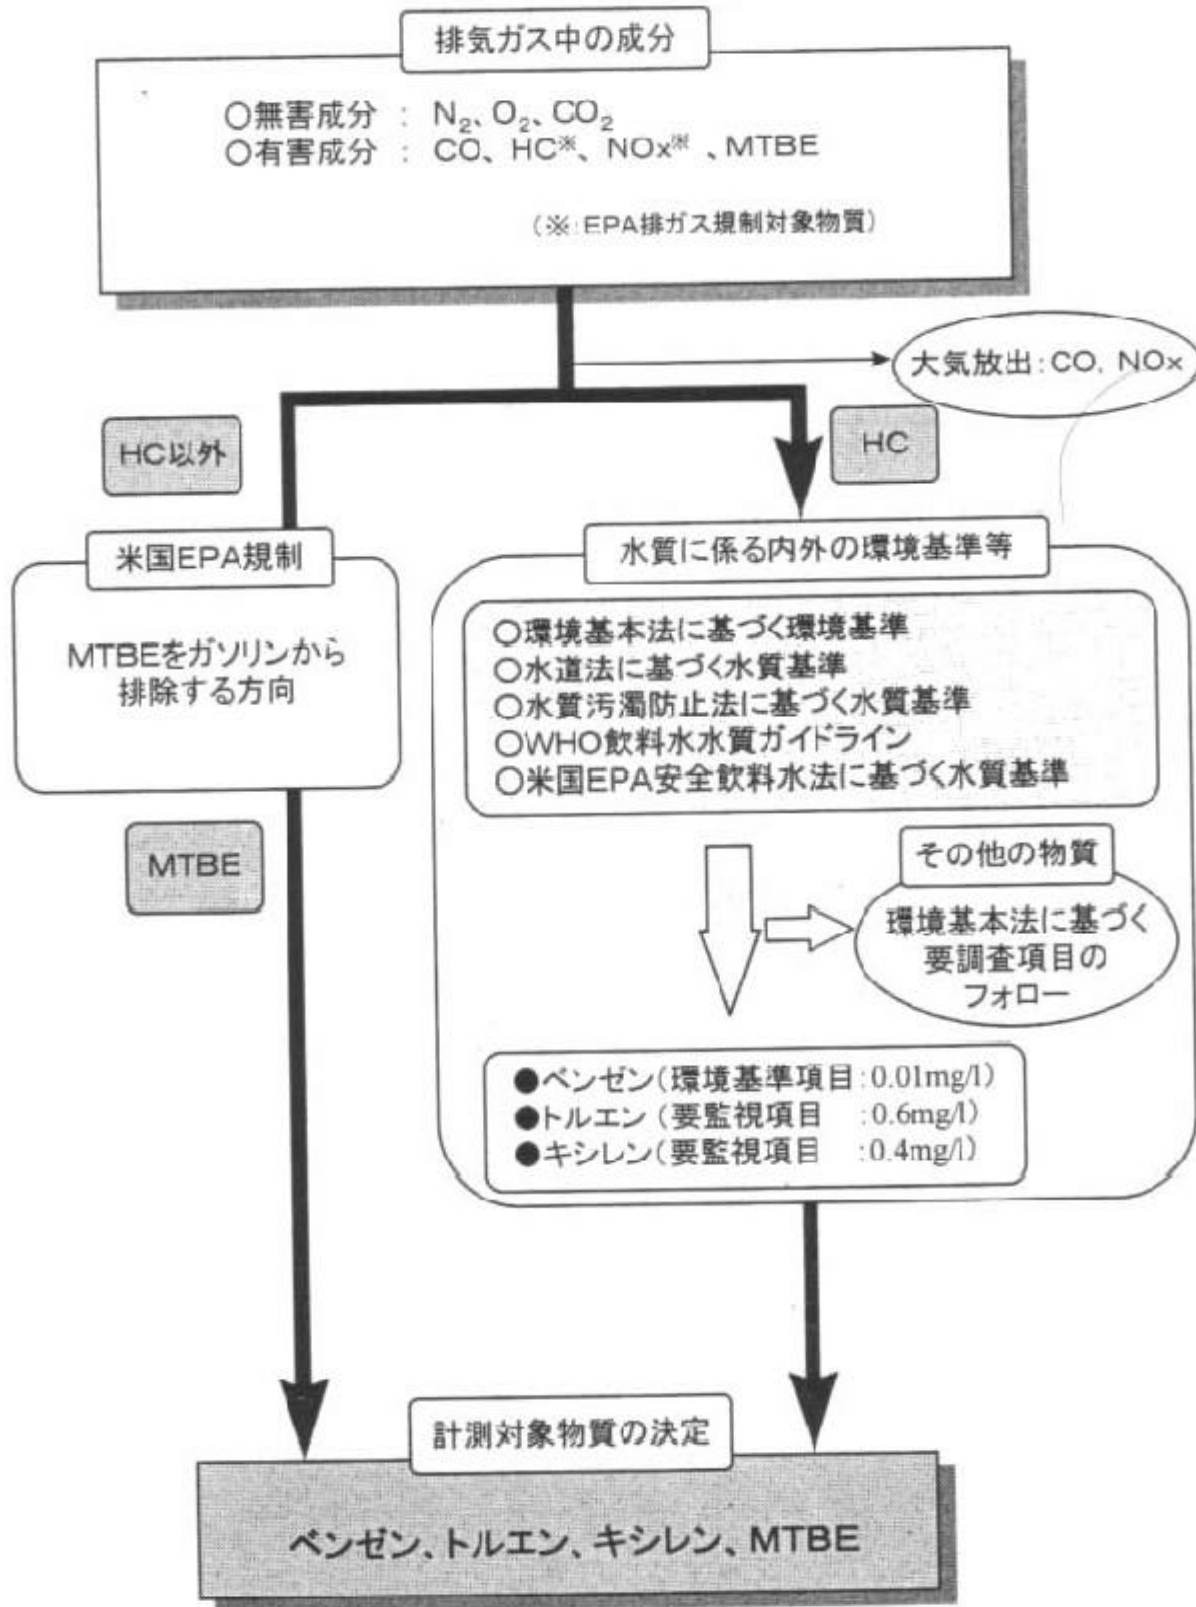 排気ガス中の成分
○無害成分 : N₂、O₂、CO₂
○有害成分 : CO、HC※、NOx※、MTBE
(※:EPA排ガス規制対象物質)
大気放出:CO, NOx
HC以外
HC
米国EPA規制
MTBEをガソリンから
排除する方向
MTBE
水質に係る内外の環境基準等
○環境基本法に基づく環境基準
○水道法に基づく水質基準
○水質汚濁防止法に基づく水質基準
○WHO飲料水水質ガイドライン
○米国EPA安全飲料水法に基づく水質基準
その他の物質
環境基本法に基づく
要調査項目の
フォロー
●ベンゼン(環境基準項目:0.01mg/l)
●トルエン(要監視項目 :0.6mg/l)
●キシレン(要監視項目 :0.4mg/l)
計測対象物質の決定
ベンゼン、トルエン、キシレン、MTBE